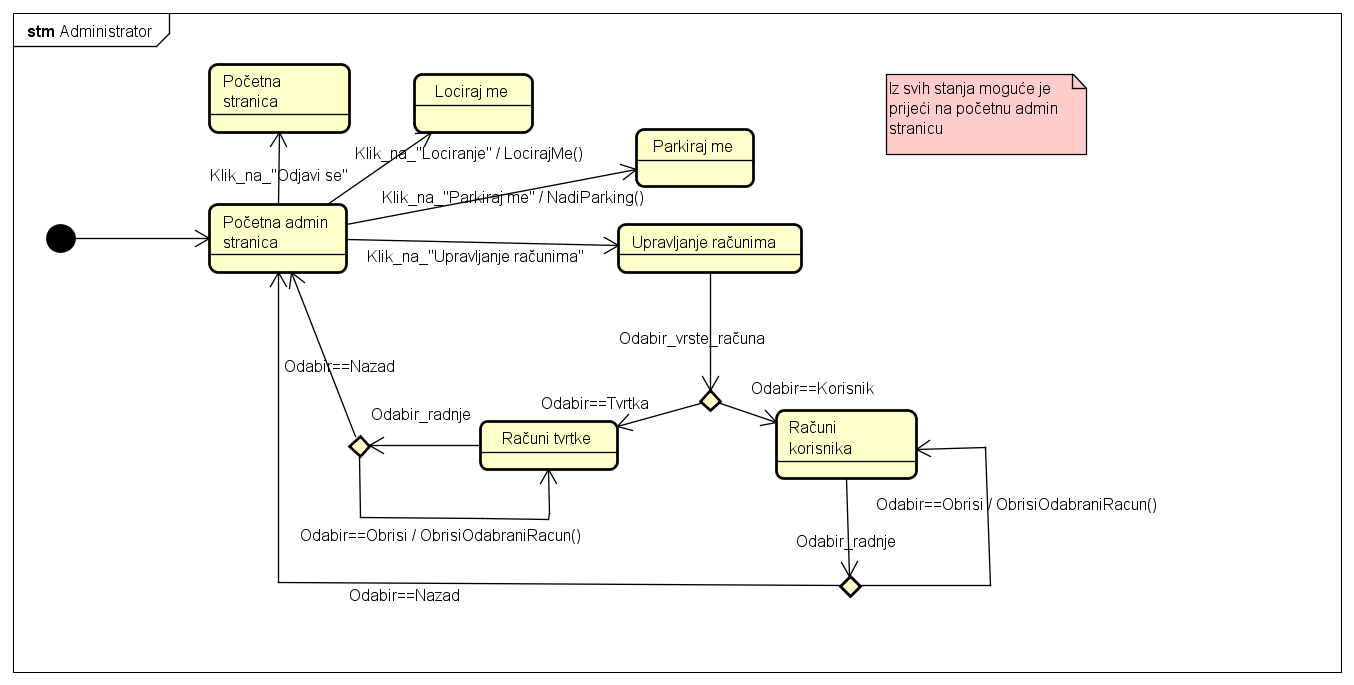 stm Administrator
Početna
stranica
Lociraj me
Iz svih stanja moguće je
prijeći na početnu admin
stranicu
Parkiraj me
Klik_na_"Lociranje" / LocirajMe()
Klik_na_"Odjavi se"
Klik_na_"Parkiraj me" / NadiParking()
Početna admin
stranica
Upravljanje računima
Klik_na_"Upravljanje računima"
Odabir_vrste_računa
Odabir==Nazad
Odabir==Korisnik
Odabir==Tvrtka
Odabir_radnje
Računi tvrtke
Računi
korisnika
Odabir==Obrisi / ObrisiOdabraniRacun()
Odabir==Obrisi / ObrisiOdabraniRacun()
Odabir_radnje
Odabir==Nazad